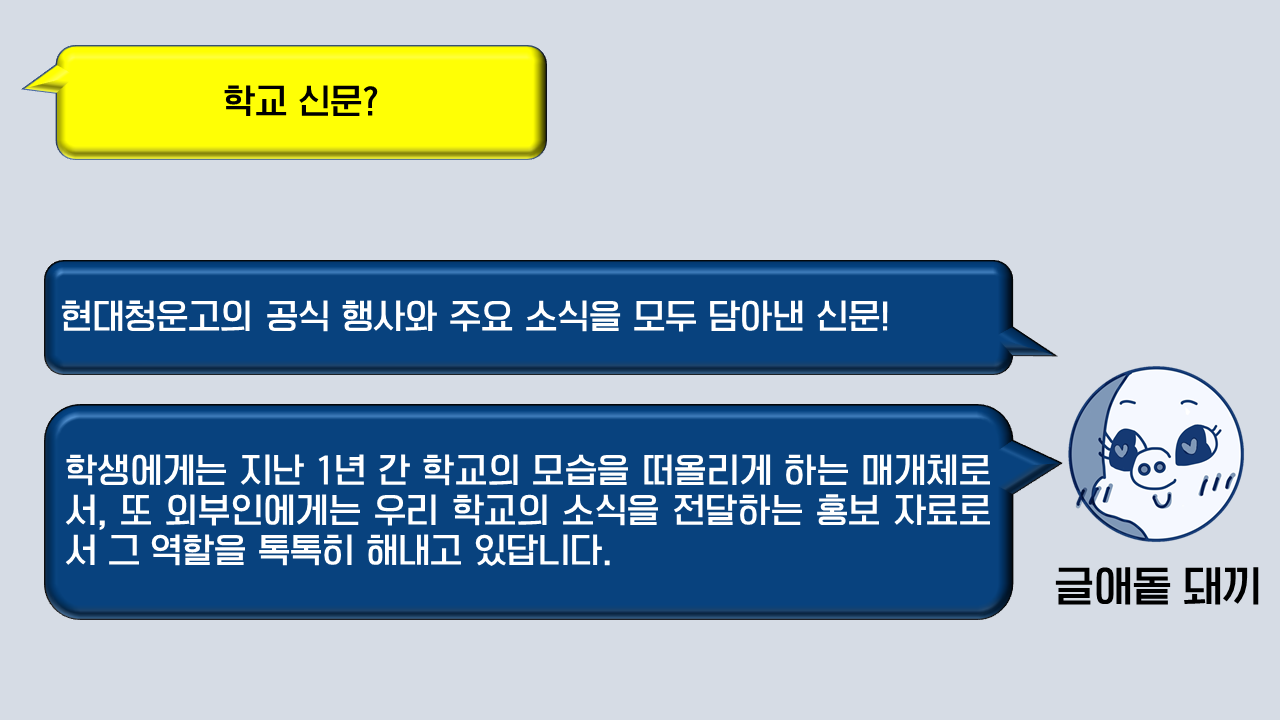 학교 신문?
현대청운고의 공식 행사와 주요 소식을 모두 담아낸 신문!
학생에게는 지난 1년 간 학교의 모습을 떠올리게 하는 매개체로
서, 또 외부인에게는 우리 학교의 소식을 전달하는 홍보 자료로
서 그 역할을 톡톡히 해내고 있답니다.
글애돝 돼끼